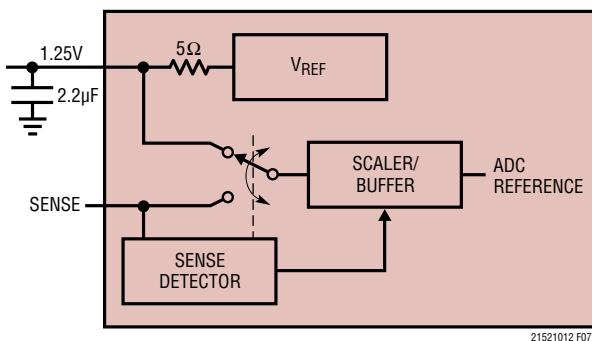 1.25V
5Ω
VREF
2.2µF
SCALER/
BUFFER
ADC
REFERENCE
SENSE
SENSE
DETECTOR
21521012 F07